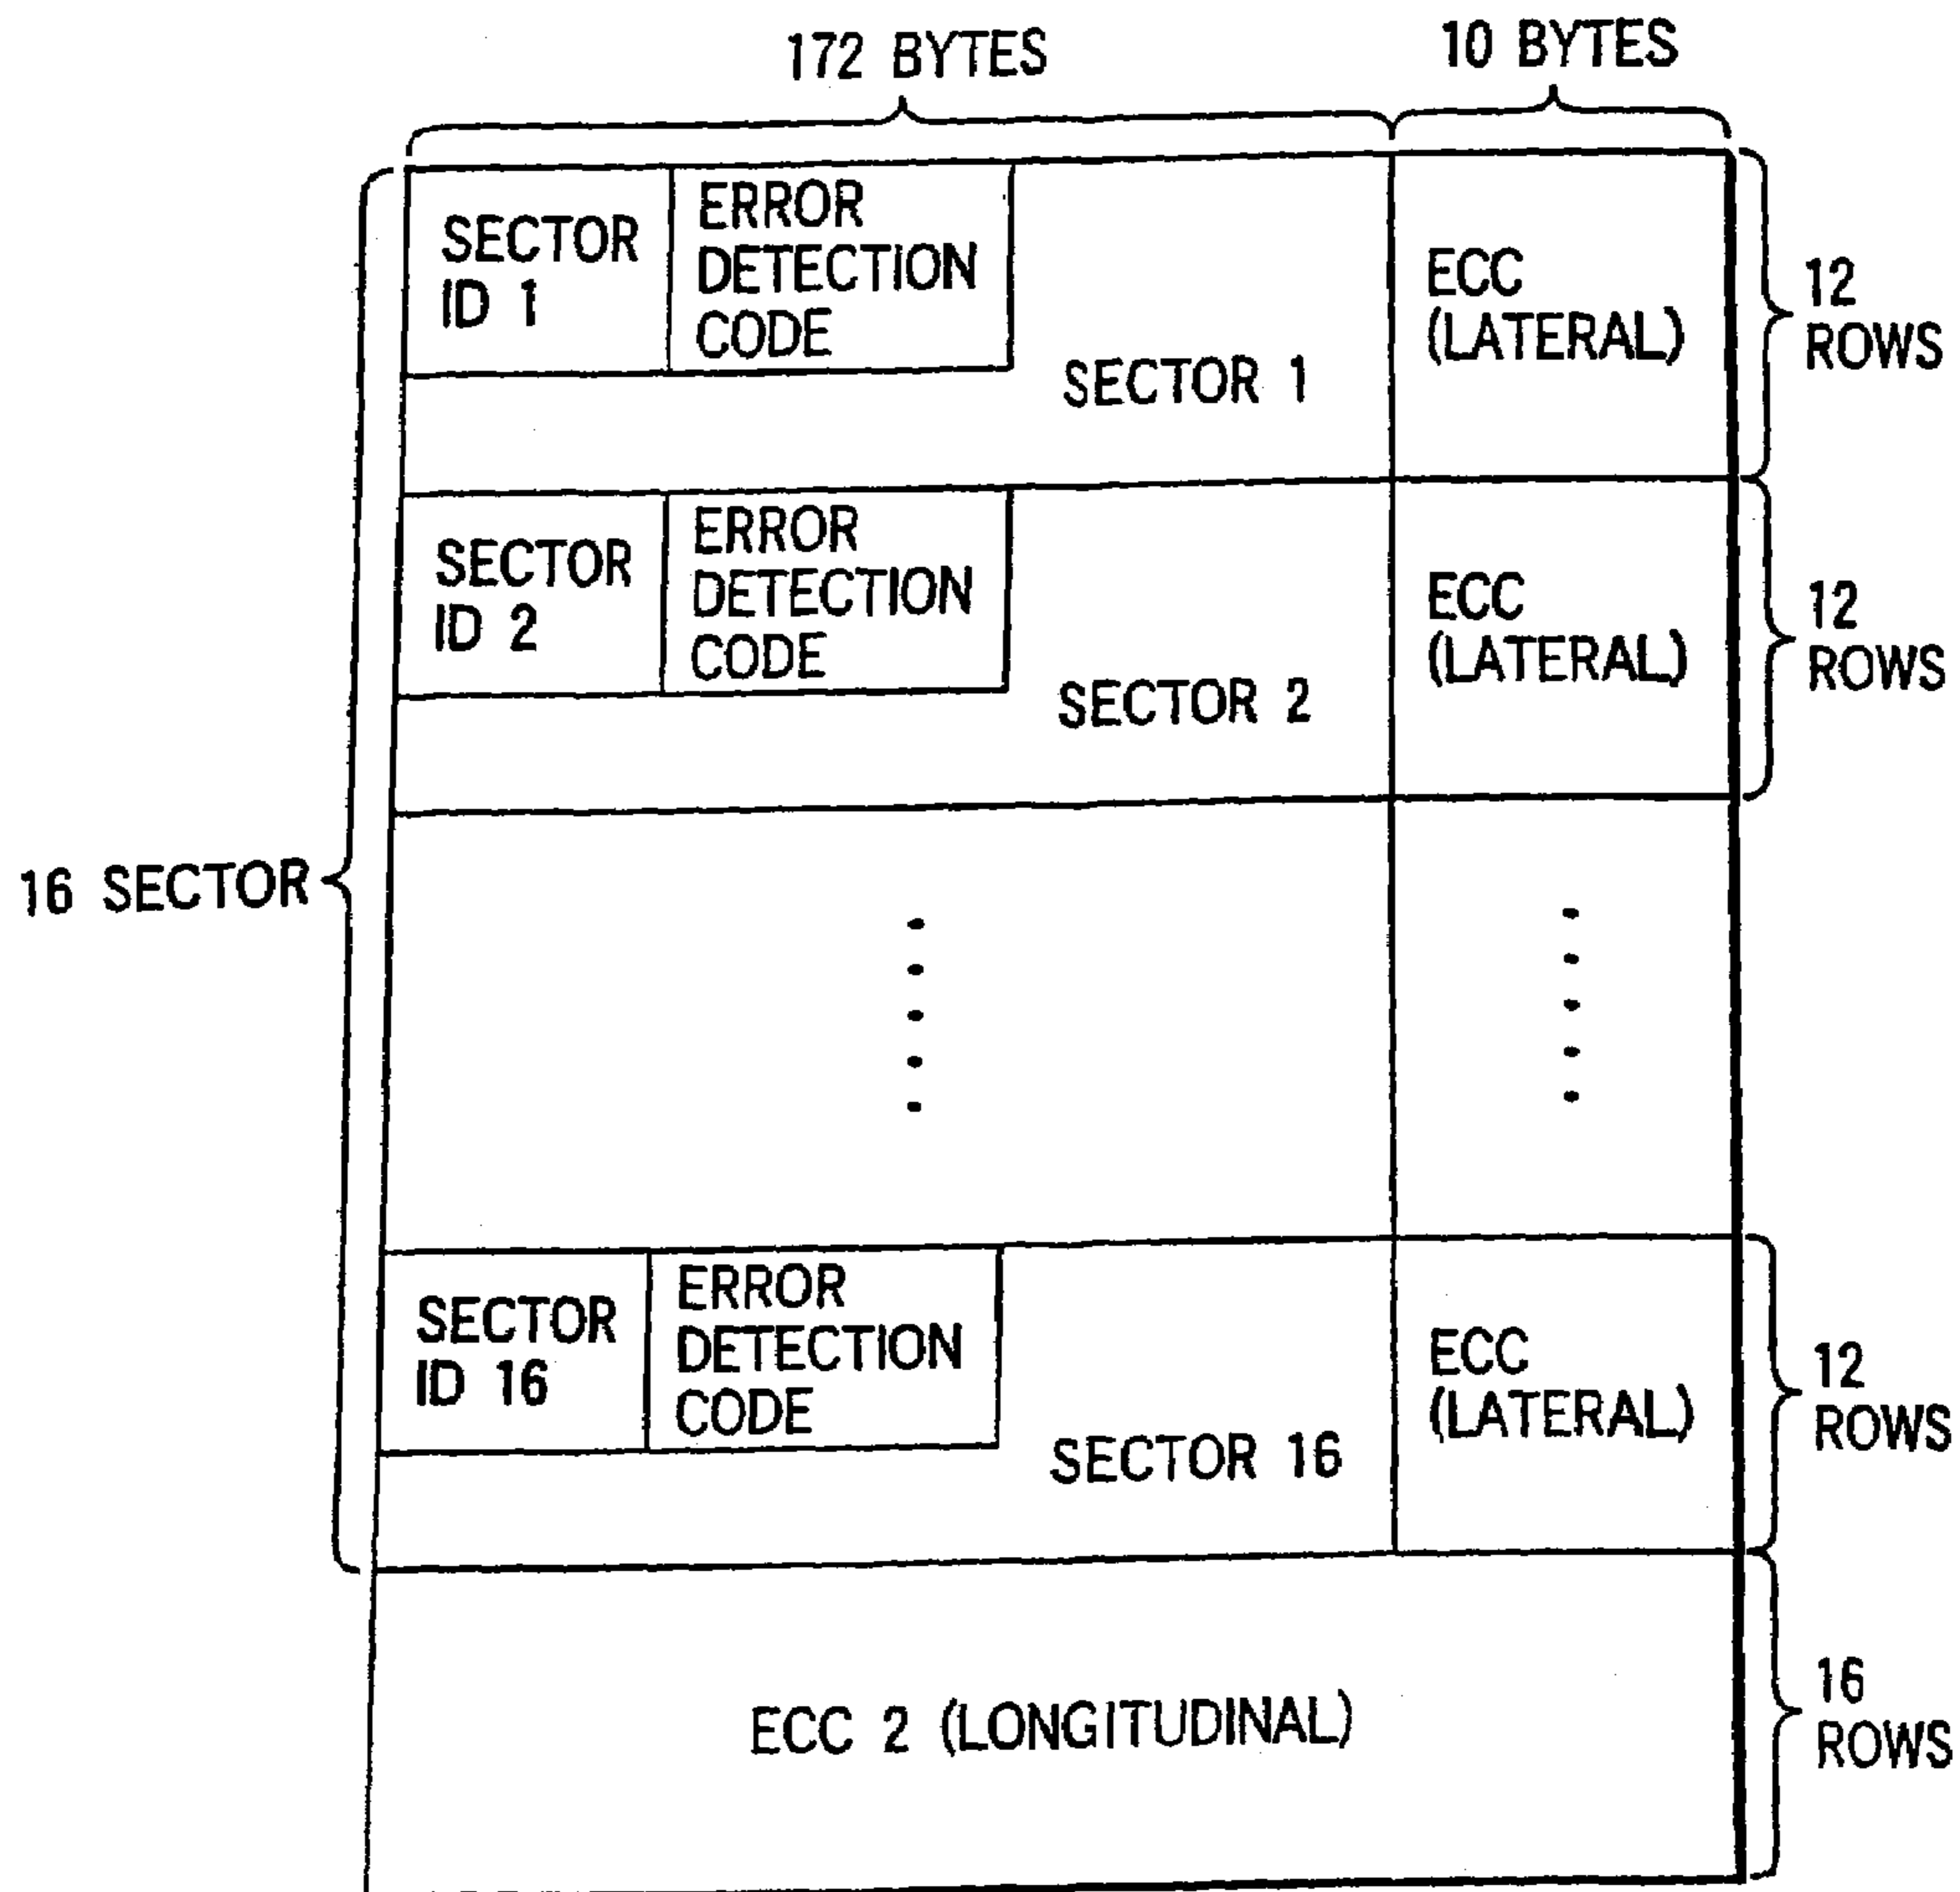 172 BYTES
10 BYTES
SECTOR
ID 1
ERROR
DETECTION
CODE
SECTOR 1
ECC
(LATERAL)
12
ROWS
SECTOR
ID 2
ERROR
DETECTION
CODE
SECTOR 2
ECC
(LATERAL)
12
ROWS
16 SECTOR
SECTOR
ID 16
ERROR
DETECTION
CODE
SECTOR 16
ECC
(LATERAL)
12
ROWS
ECC 2 (LONGITUDINAL)
16
ROWS